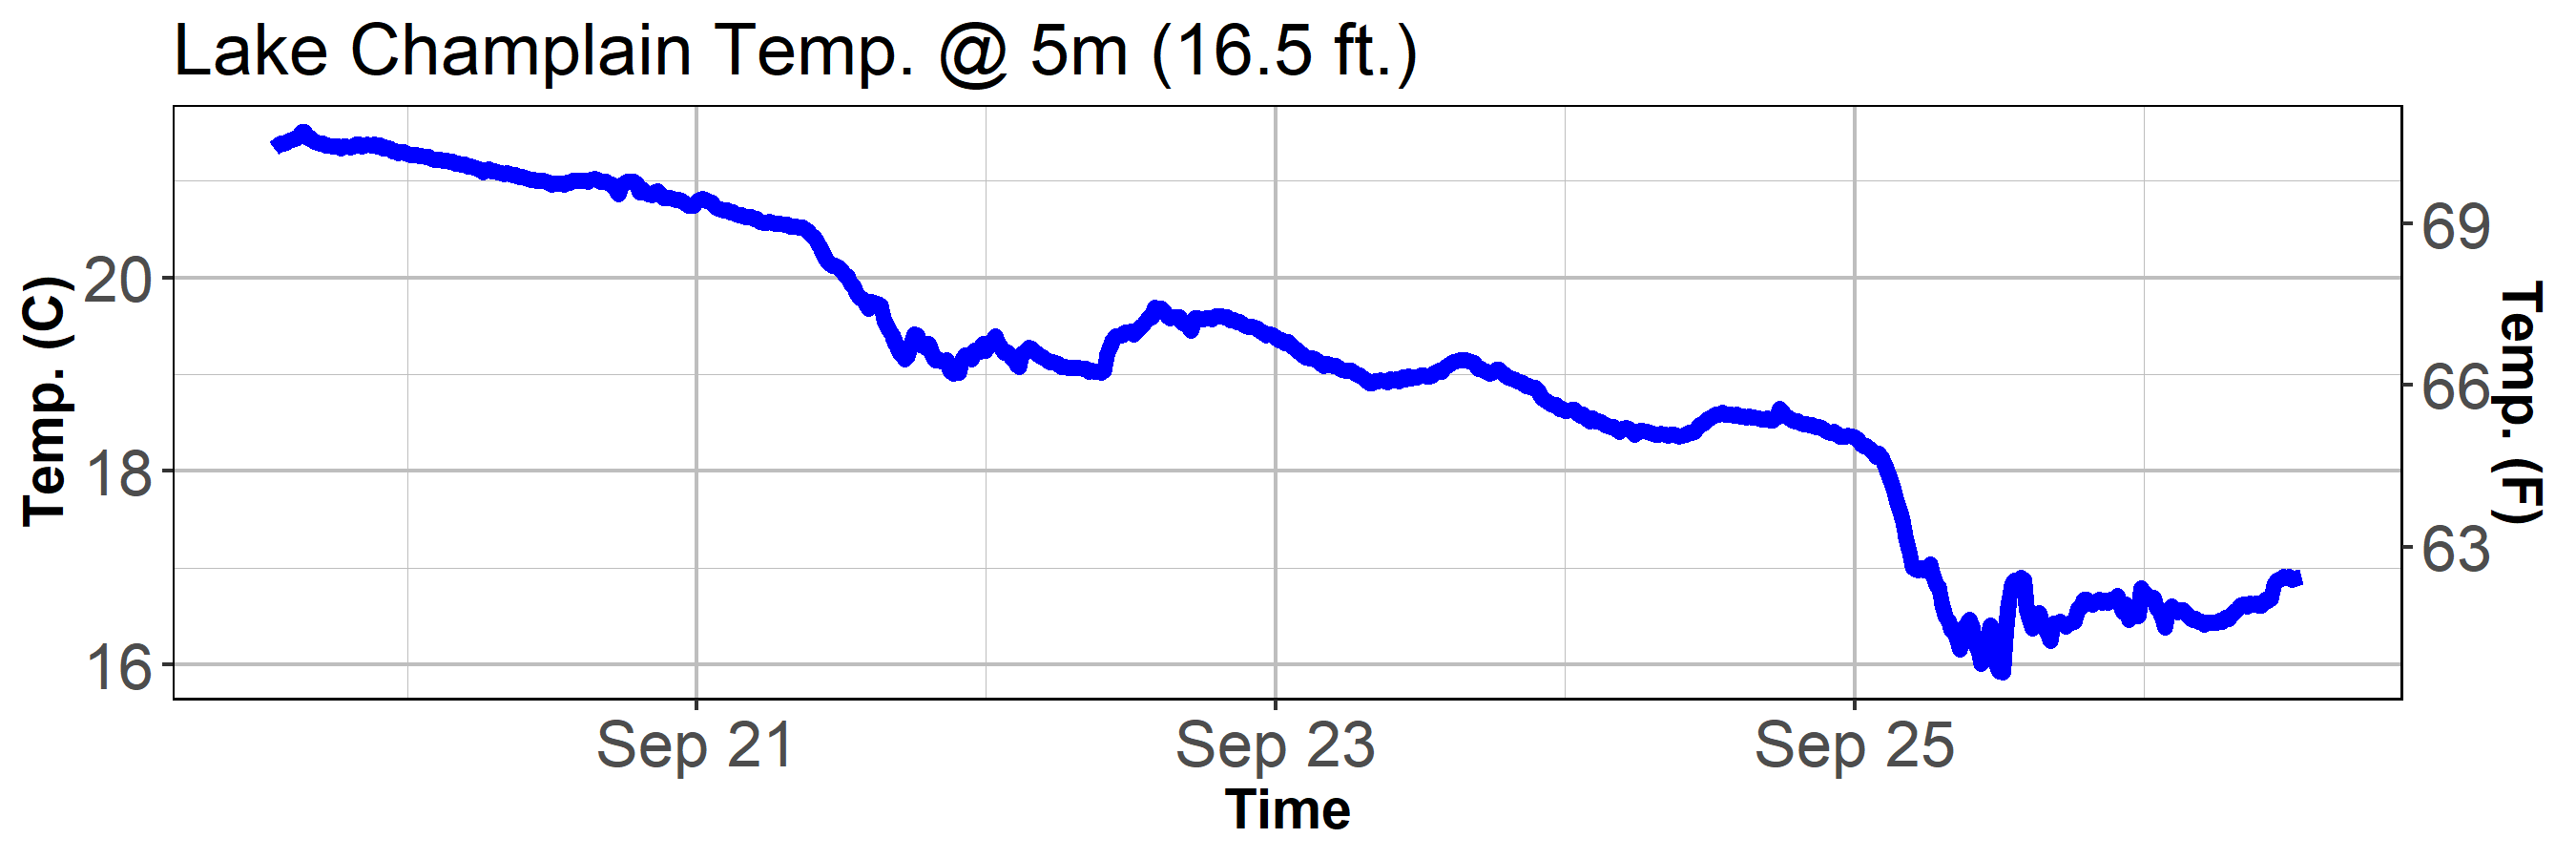 Lake Champlain Temp. @ 5m (16.5 ft.)
Temp. (C)
20
18
16
69
66
63
Temp. (F)
Sep 21
Sep 23
Sep 25
Time